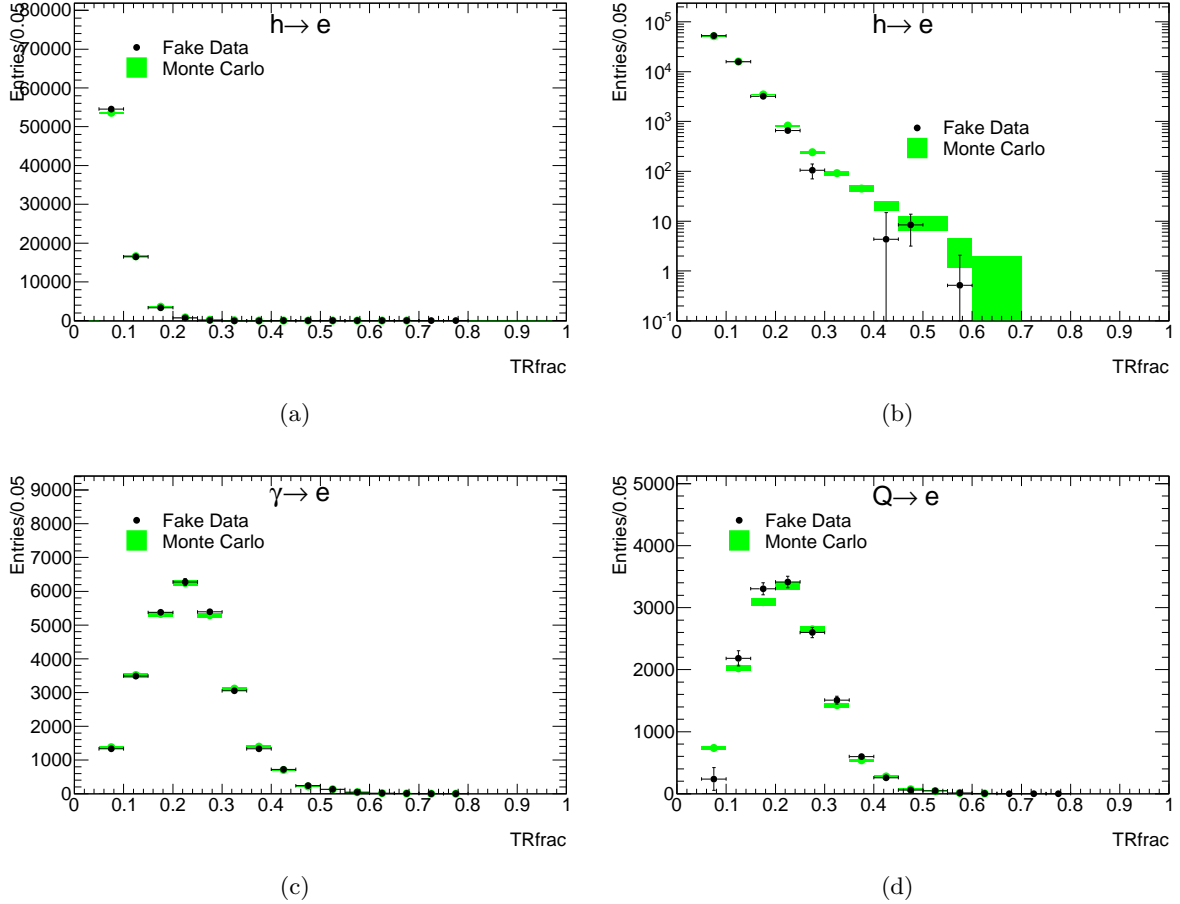 h→ e
Entries/0.05
80000
70000
60000
50000
40000
30000
20000
10000
0
Fake Data
Monte Carlo
0 0.1 0.2 0.3 0.4 0.5 0.6 0.7 0.8 0.9 1
TRfrac
(a)
h→ e
Entries/0.05
10^5
10^4
10^3
10^2
10
1
10^-1
Fake Data
Monte Carlo
0 0.1 0.2 0.3 0.4 0.5 0.6 0.7 0.8 0.9 1
TRfrac
(b)
γ→ e
Entries/0.05
9000
8000
7000
6000
5000
4000
3000
2000
1000
0
Fake Data
Monte Carlo
0 0.1 0.2 0.3 0.4 0.5 0.6 0.7 0.8 0.9 1
TRfrac
(c)
Q→ e
Entries/0.05
5000
4000
3000
2000
1000
0
Fake Data
Monte Carlo
0 0.1 0.2 0.3 0.4 0.5 0.6 0.7 0.8 0.9 1
TRfrac
(d)